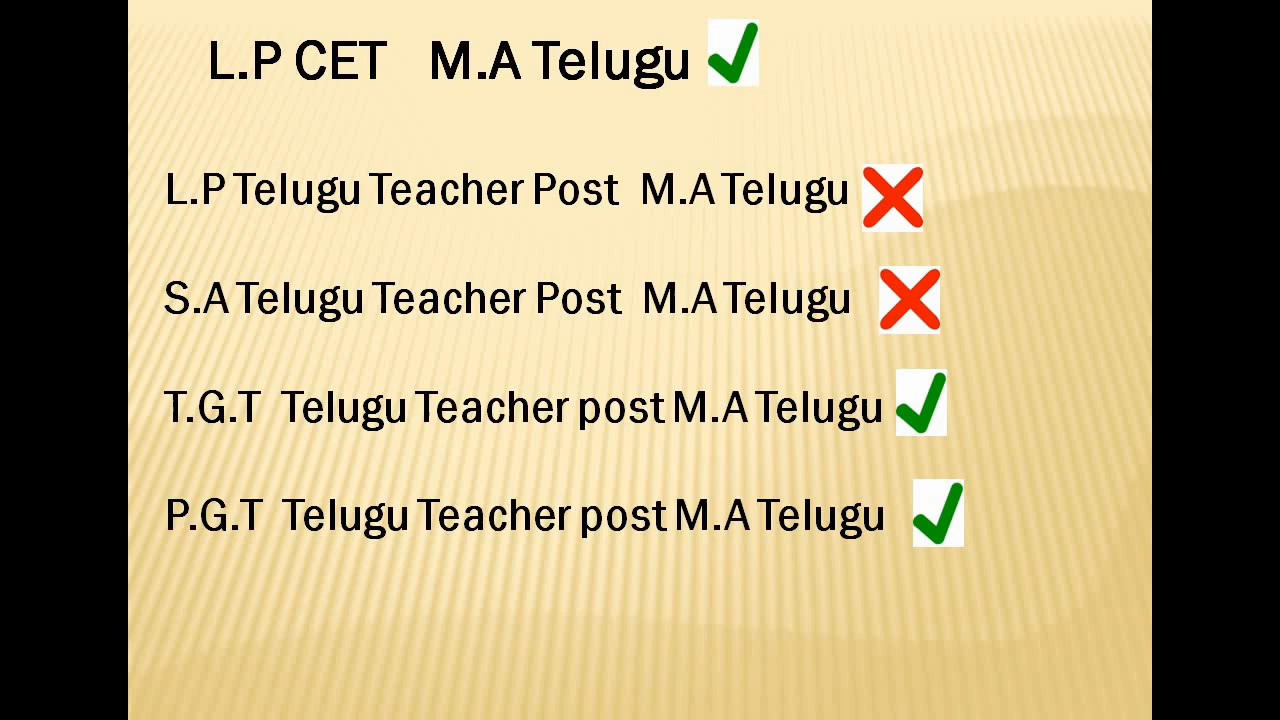 L.P CET M.A Telugu
L.P Telugu Teacher Post M.A Telugu
S.A Telugu Teacher Post M.A Telugu
T.G.T Telugu Teacher post M.A Telugu
P.G.T Telugu Teacher post M.A Telugu